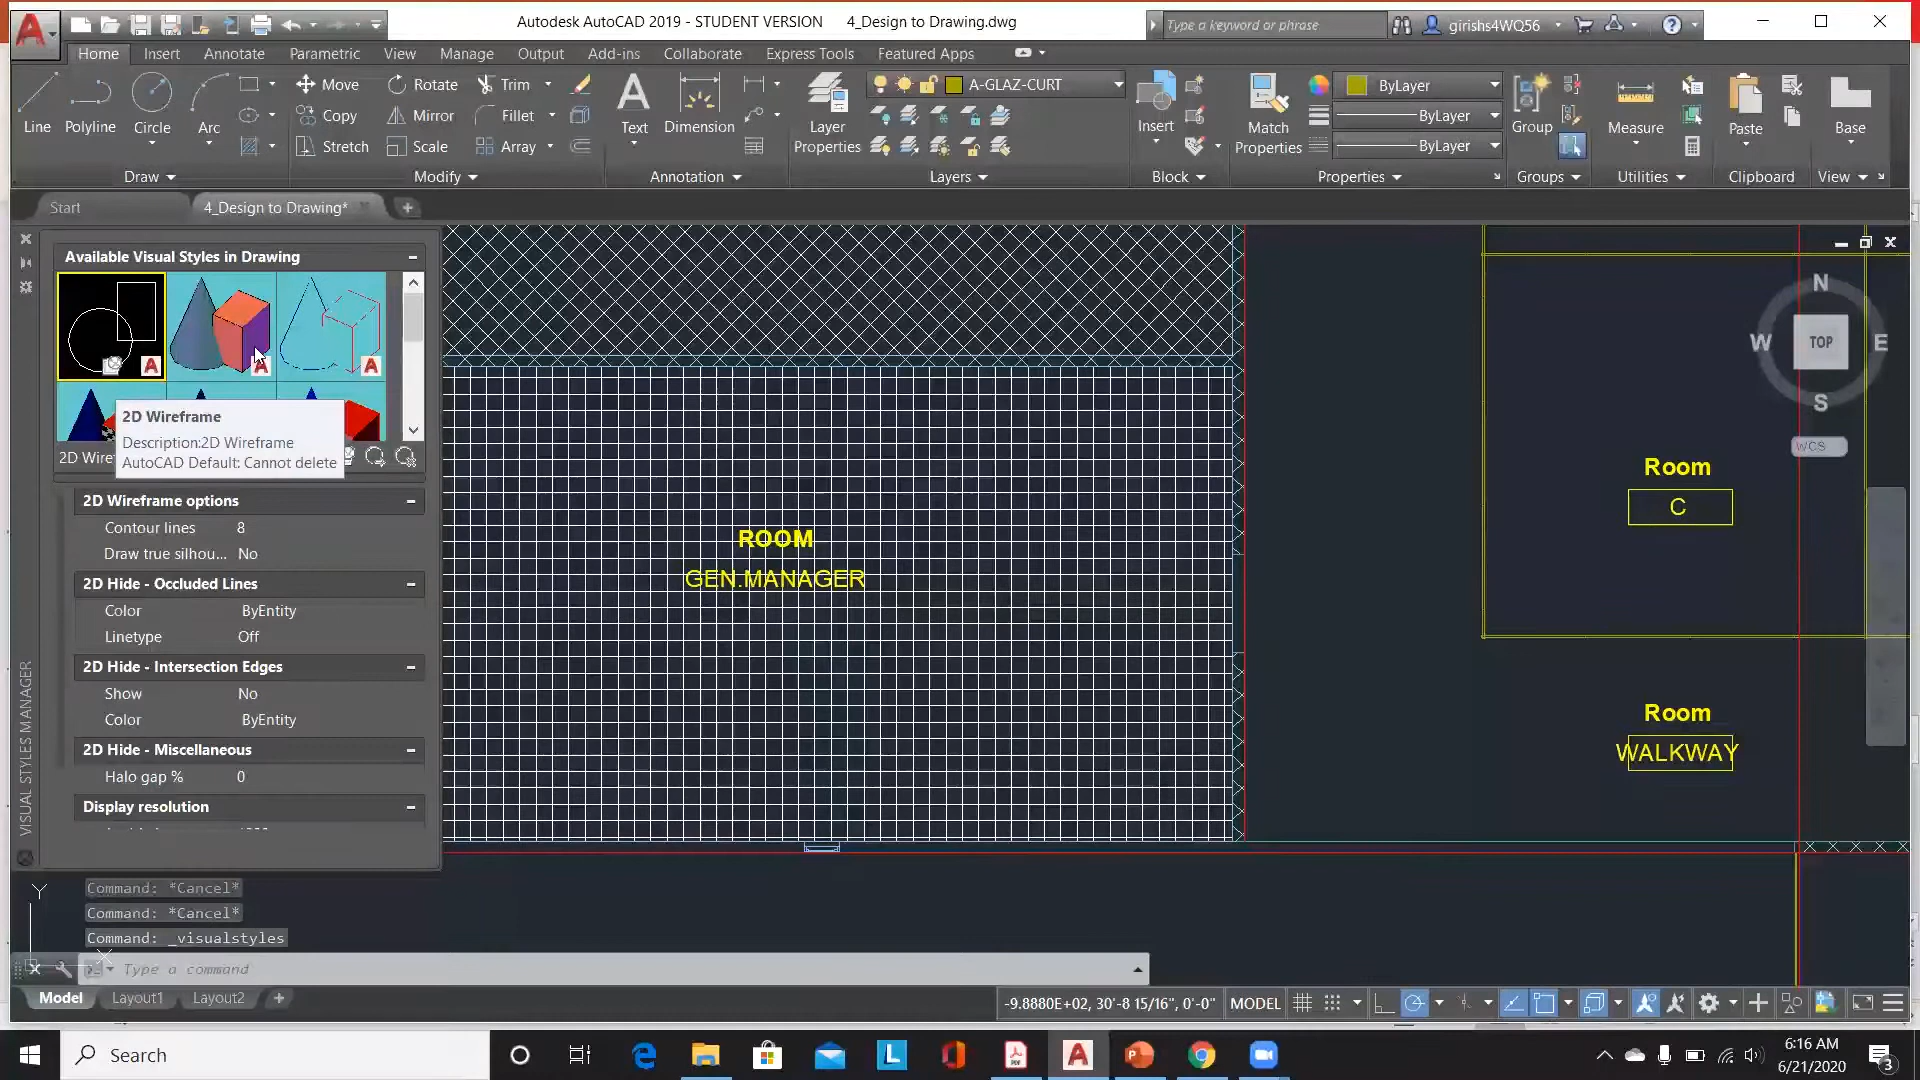 Autodesk AutoCAD 2019 - STUDENT VERSION 4_Design to Drawing.dwg
Type a keyword or phrase
girishs4WQ56
Home Insert Annotate Parametric View Manage Output Add-ins Collaborate Express Tools Featured Apps
Line Polyline Circle Arc
Move Rotate Trim
Copy Mirror Fillet
Stretch Scale Array
Text Dimension
Layer Properties
A-GLAZ-CURT
Insert
Match Properties
ByLayer
ByLayer
ByLayer
Group
Measure
Paste
Base
Draw Modify Annotation Layers Block Properties Groups Utilities Clipboard View
Start 4_Design to Drawing*
Available Visual Styles in Drawing
2D Wireframe
Description:2D Wireframe
AutoCAD Default: Cannot delete
2D Wire
2D Wireframe options
Contour lines 8
Draw true silhou... No
2D Hide - Occluded Lines
Color ByEntity
Linetype Off
2D Hide - Intersection Edges
Show No
Color ByEntity
2D Hide - Miscellaneous
Halo gap % 0
Display resolution
VISUAL STYLES MANAGER
ROOM
GEN.MANAGER
Room
C
Room
WALKWAY
N
W TOP E
S
WCS
Y
X
Command: *Cancel*
Command: *Cancel*
Command: _visualstyles
Type a command
Model Layout1 Layout2
-9.8880E+02, 30'-8 15/16", 0'-0" MODEL
Search
6:16 AM
6/21/2020
3